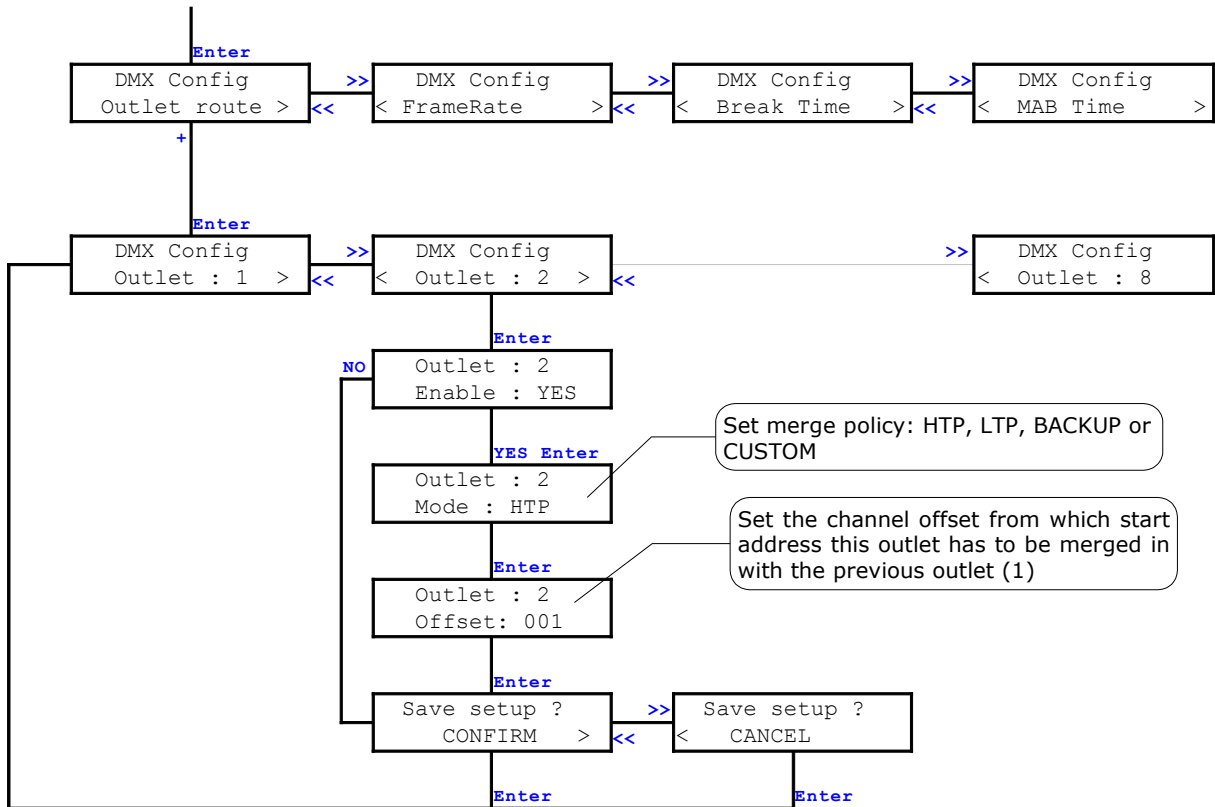 Enter
DMX Config >> DMX Config >> DMX Config >> DMX Config
Outlet route > << < FrameRate > << < Break Time > << < MAB Time >
+
Enter
DMX Config >> DMX Config >> DMX Config
Outlet : 1 > << < Outlet : 2 > << < Outlet : 8
Enter
NO Outlet : 2
Enable : YES
Set merge policy: HTP, LTP, BACKUP or
CUSTOM
YES Enter
Outlet : 2
Mode : HTP
Set the channel offset from which start
address this outlet has to be merged in
with the previous outlet (1)
Enter
Outlet : 2
Offset: 001
Enter
Save setup ? >> Save setup ?
CONFIRM > << < CANCEL
Enter Enter